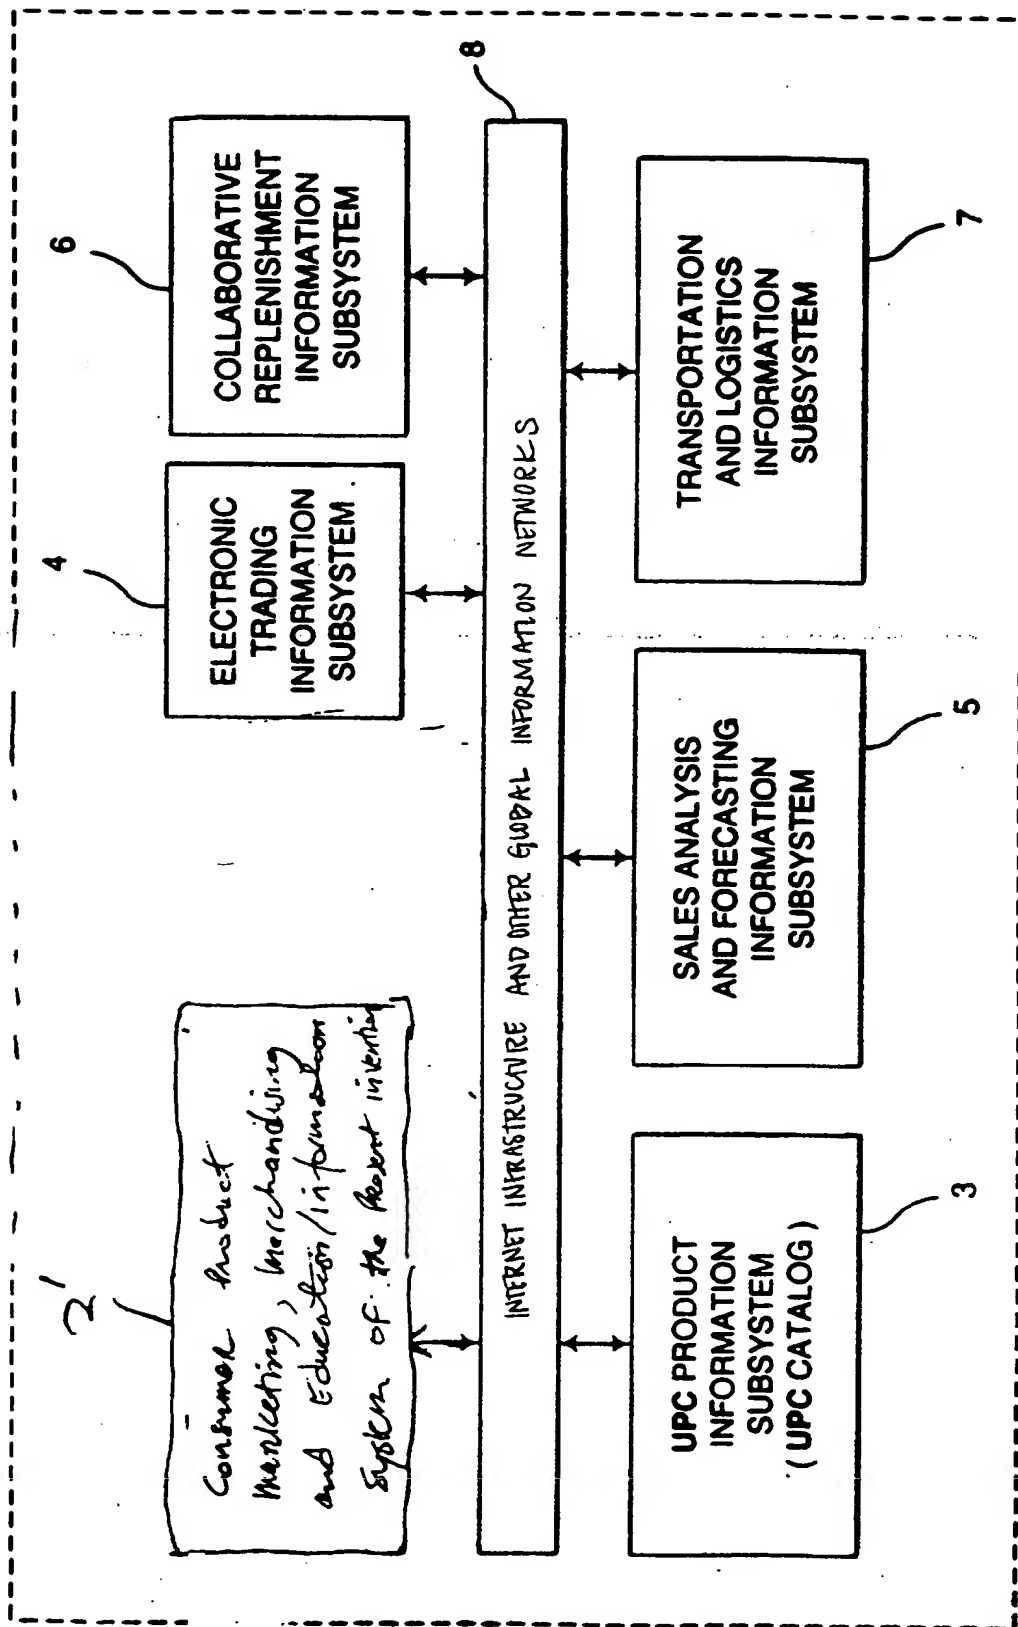 2'
Consumer Product
Marketing, Merchandising
and Education/information
System of the Present invention
4
ELECTRONIC
TRADING
INFORMATION
SUBSYSTEM
6
COLLABORATIVE
REPLENISHMENT
INFORMATION
SUBSYSTEM
INTERNET INFRASTRUCTURE AND OTHER GLOBAL INFORMATION NETWORKS
8
UPC PRODUCT
INFORMATION
SUBSYSTEM
(UPC CATALOG)
3
SALES ANALYSIS
AND FORECASTING
INFORMATION
SUBSYSTEM
5
TRANSPORTATION
AND LOGISTICS
INFORMATION
SUBSYSTEM
7